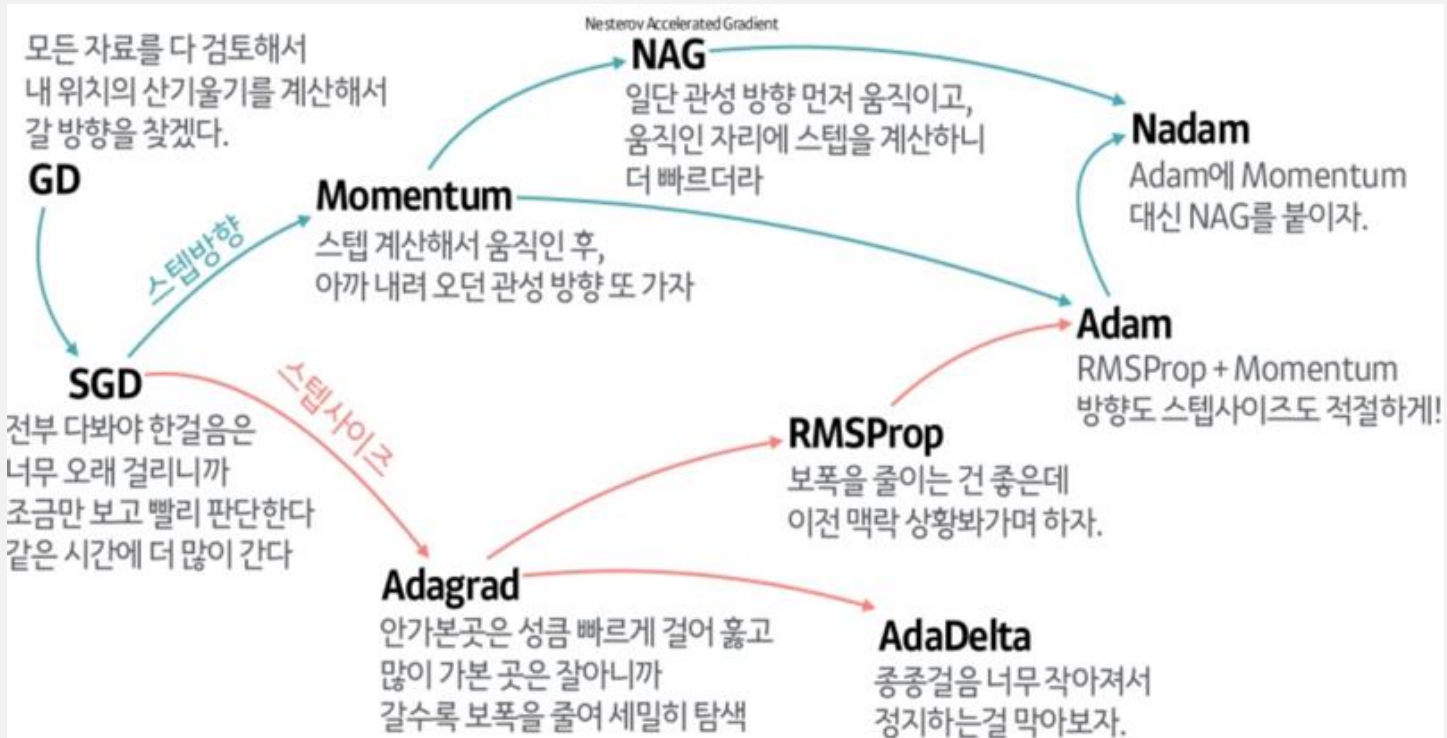 모든 자료를 다 검토해서
내 위치의 산기울기를 계산해서
갈 방향을 찾겠다.
GD
스텝방향
Momentum
스텝 계산해서 움직인 후,
아까 내려 오던 관성 방향 또 가자
Nesterov Accelerated Gradient
NAG
일단 관성 방향 먼저 움직이고,
움직인 자리에 스텝을 계산하니
더 빠르더라
Nadam
Adam에 Momentum
대신 NAG를 붙이자.
Adam
RMSProp + Momentum
방향도 스텝사이즈도 적절하게!
SGD
전부 다봐야 한걸음은
너무 오래 걸리니까
조금만 보고 빨리 판단한다
같은 시간에 더 많이 간다
스텝사이즈
RMSProp
보폭을 줄이는 건 좋은데
이전 맥락 상황봐가며 하자.
Adagrad
안가본곳은 성큼 빠르게 걸어 훓고
많이 가본 곳은 잘아니까
갈수록 보폭을 줄여 세밀히 탐색
AdaDelta
종종걸음 너무 작아져서
정지하는걸 막아보자.